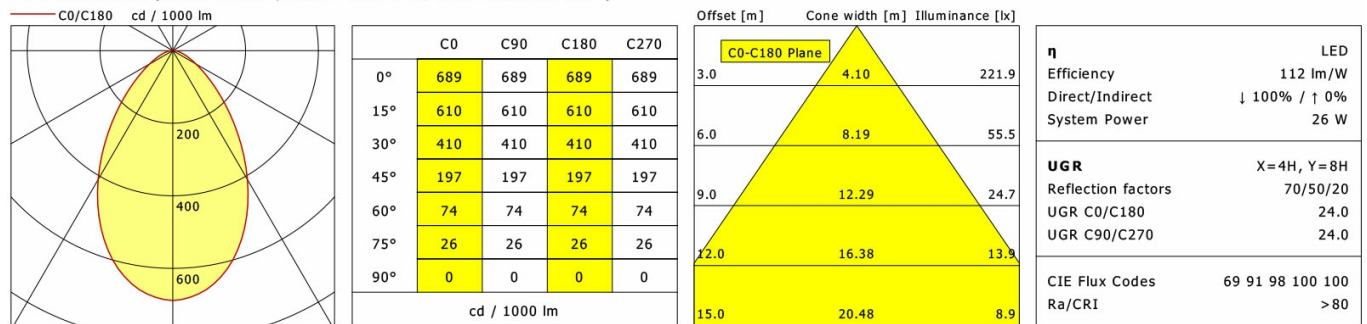 C0/C180 cd / 1000 lm
200
400
600
C0 C90 C180 C270
0° 689 689 689 689
15° 610 610 610 610
30° 410 410 410 410
45° 197 197 197 197
60° 74 74 74 74
75° 26 26 26 26
90° 0 0 0 0
cd / 1000 lm
Offset [m] Cone width [m] Illuminance [lx]
C0-C180 Plane
3.0 4.10 221.9
6.0 8.19 55.5
9.0 12.29 24.7
12.0 16.38 13.9
15.0 20.48 8.9
η LED
Efficiency 112 lm/W
Direct/Indirect ↓ 100% / ↑ 0%
System Power 26 W
UGR X=4H, Y=8H
Reflection factors 70/50/20
UGR C0/C180 24.0
UGR C90/C270 24.0
CIE Flux Codes 69 91 98 100 100
Ra/CRI >80